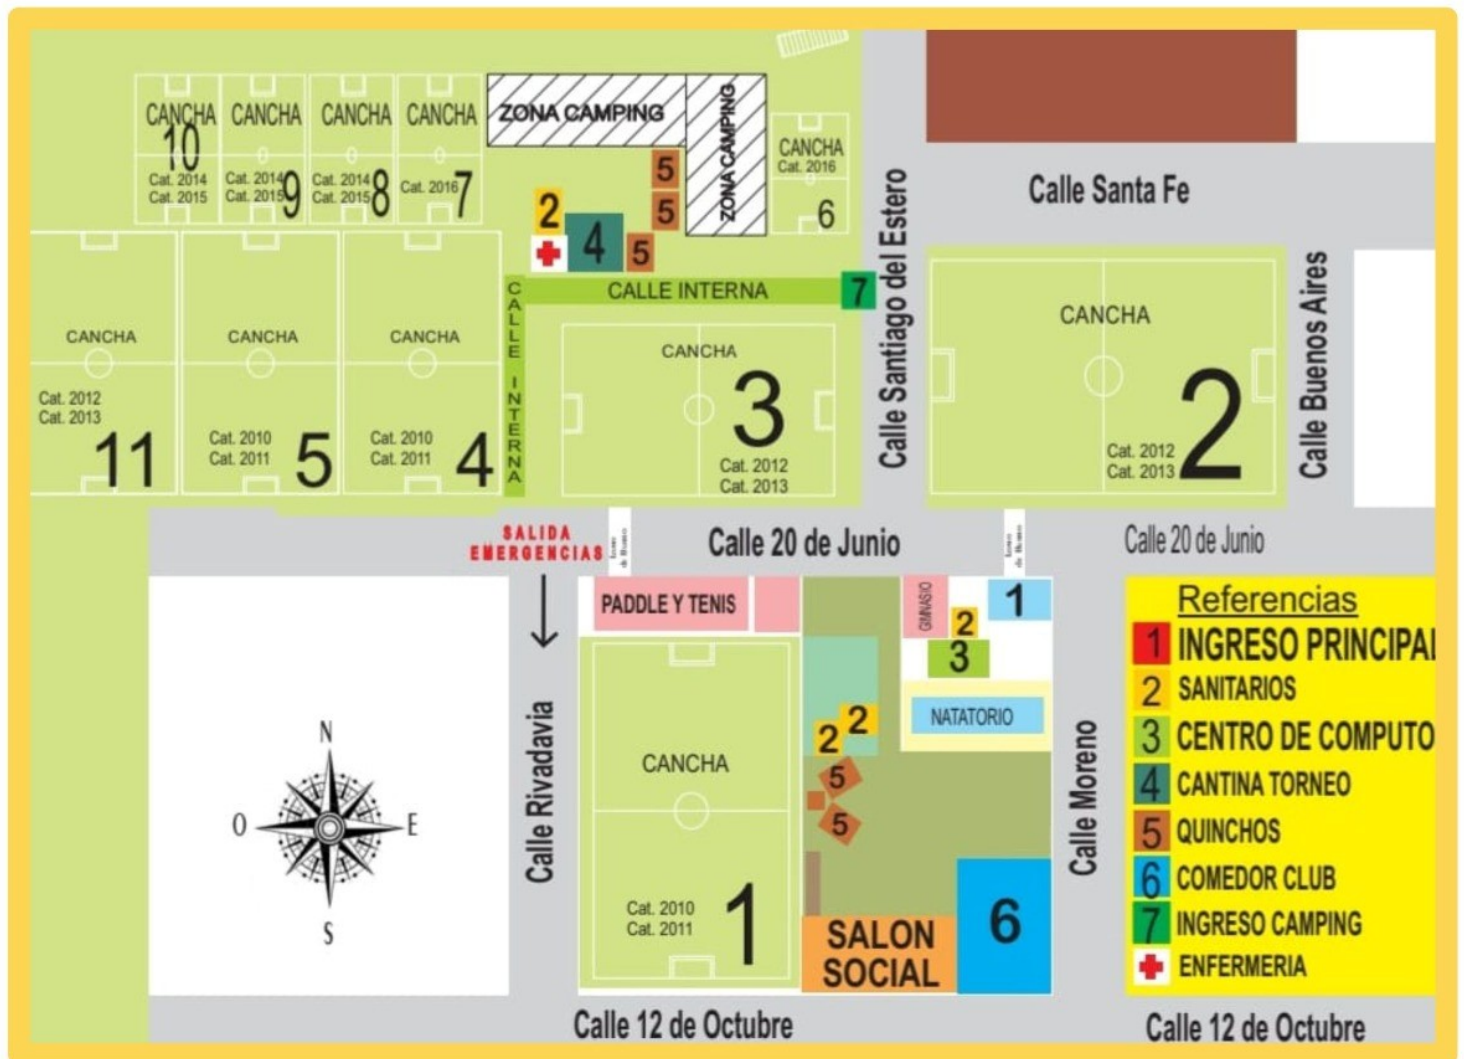 CANCHA
10
Cat. 2014
Cat. 2015
CANCHA
9
Cat. 2014
Cat. 2015
CANCHA
8
Cat. 2014
Cat. 2015
CANCHA
7
Cat. 2016
ZONA CAMPING
ZONA CAMPING
CANCHA
Cat. 2016
6
5
5
5
2
4
CALLE INTERNA
7
CALLE INTERNA
Calle Santiago del Estero
Calle Santa Fe
Calle Buenos Aires
CANCHA
Cat. 2012
Cat. 2013
11
CANCHA
Cat. 2010
Cat. 2011
5
CANCHA
Cat. 2010
Cat. 2011
4
CANCHA
3
Cat. 2012
Cat. 2013
CANCHA
2
Cat. 2012
Cat. 2013
SALIDA
EMERGENCIAS
Lomo
de Burro
Calle 20 de Junio
Lomo
de Burro
Calle 20 de Junio
PADDLE Y TENIS
GIMNASIO
1
2
3
NATATORIO
2
2
5
5
CANCHA
Cat. 2010
Cat. 2011
1
SALON
SOCIAL
6
Calle Rivadavia
Calle Moreno
N
O
E
S
Referencias
1 INGRESO PRINCIPAL
2 SANITARIOS
3 CENTRO DE COMPUTO
4 CANTINA TORNEO
5 QUINCHOS
6 COMEDOR CLUB
7 INGRESO CAMPING
ENFERMERIA
Calle 12 de Octubre
Calle 12 de Octubre